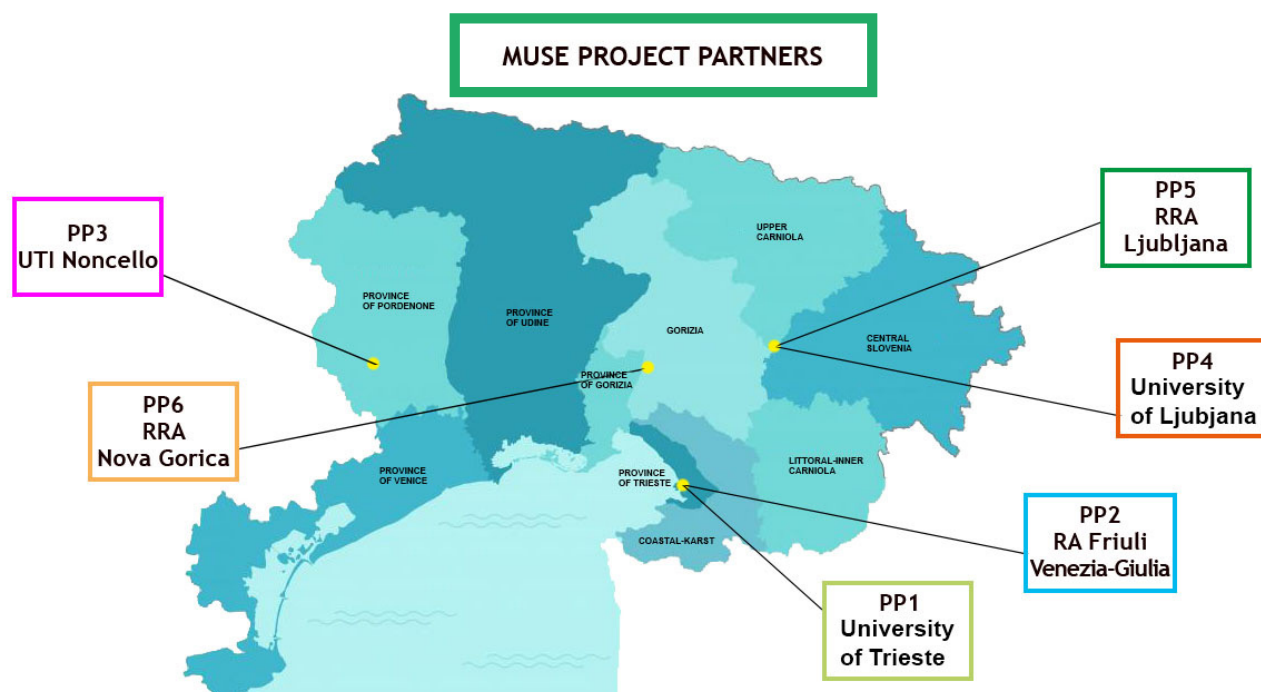 MUSE PROJECT PARTNERS
PP3
UTI Noncello
PP6
RRA
Nova Gorica
PP5
RRA
Ljubljana
PP4
University
of Ljubjana
PP2
RA Friuli
Venezia-Giulia
PP1
University
of Trieste
UPPER
CARNIOLA
PROVINCE
OF PORDENONE
PROVINCE
OF UDINE
GORIZIA
CENTRAL
SLOVENIA
PROVINCE
OF GORIZIA
PROVINCE
OF VENICE
PROVINCE
OF TRIESTE
LITTORAL-INNER
CARNIOLA
COASTAL-KARST